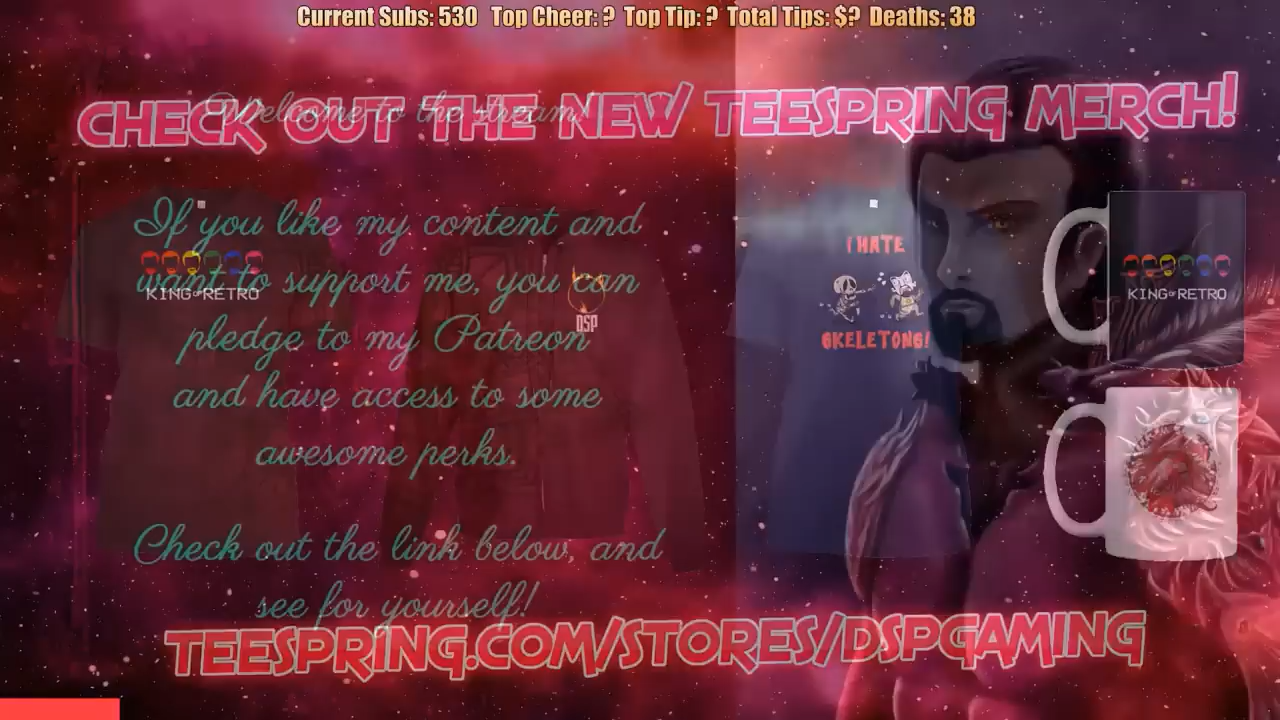 Current Subs: 530 Top Cheer: ? Top Tip: ? Total Tips: $? Deaths: 38
CHECK OUT THE NEW TEESPRING MERCH!
Welcome to the stream!
If you like my content and
want to support me, you can
pledge to my Patreon
and have access to some
awesome perks.
Check out the link below, and
see for yourself!
KING OF RETRO
DSP
I HATE
SKELETONS!
KING OF RETRO
TEESPRING.COM/STORES/DSPGAMING